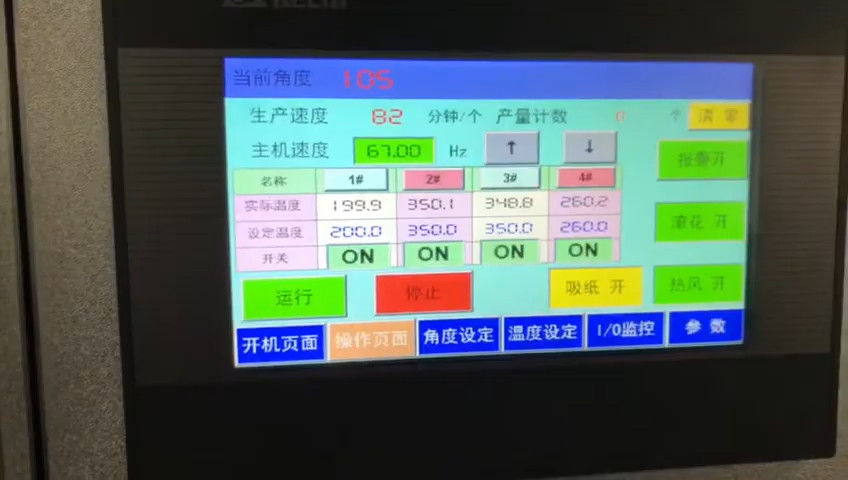 当前角度 105
生产速度 82 分钟/个 产量计数 0 个 清零
主机速度 67.00 Hz ↑ ↓
报警开
名称 1# 2# 3# 4#
实际温度 199.9 350.1 348.8 260.2
设定温度 200.0 350.0 350.0 260.0
滚花 开
开关 ON ON ON ON
运行 停止 吸纸 开 热风 开
开机页面 操作页面 角度设定 温度设定 I/O监控 参数